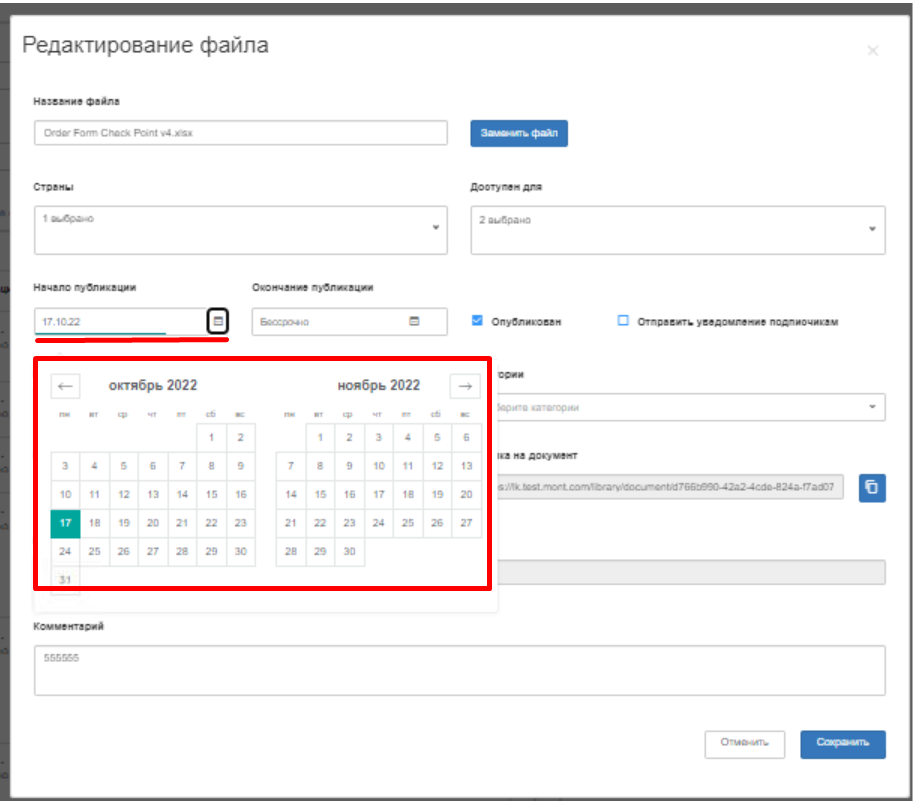 Редактирование файла
Название файла
Order Form Check Point v4.xlsx
Заменить файл
Страны
Доступен для
1 выбрано
2 выбрано
Начало публикации
Окончание публикации
17.10.22
Бессрочно
Опубликован
Отправить уведомление подписчикам
октябрь 2022
ноябрь 2022
пн вт ср чт пт сб вс
пн вт ср чт пт сб вс
1 2
1 2 3 4 5 6
3 4 5 6 7 8 9
7 8 9 10 11 12 13
10 11 12 13 14 15 16
14 15 16 17 18 19 20
17 18 19 20 21 22 23
21 22 23 24 25 26 27
24 25 26 27 28 29 30
28 29 30
31
ории
берите категории
ка на документ
s://lk.test.mont.com/library/document/d766b990-42a2-4cde-824a-f7ad07
Комментарий
555555
Отменить
Сохранить